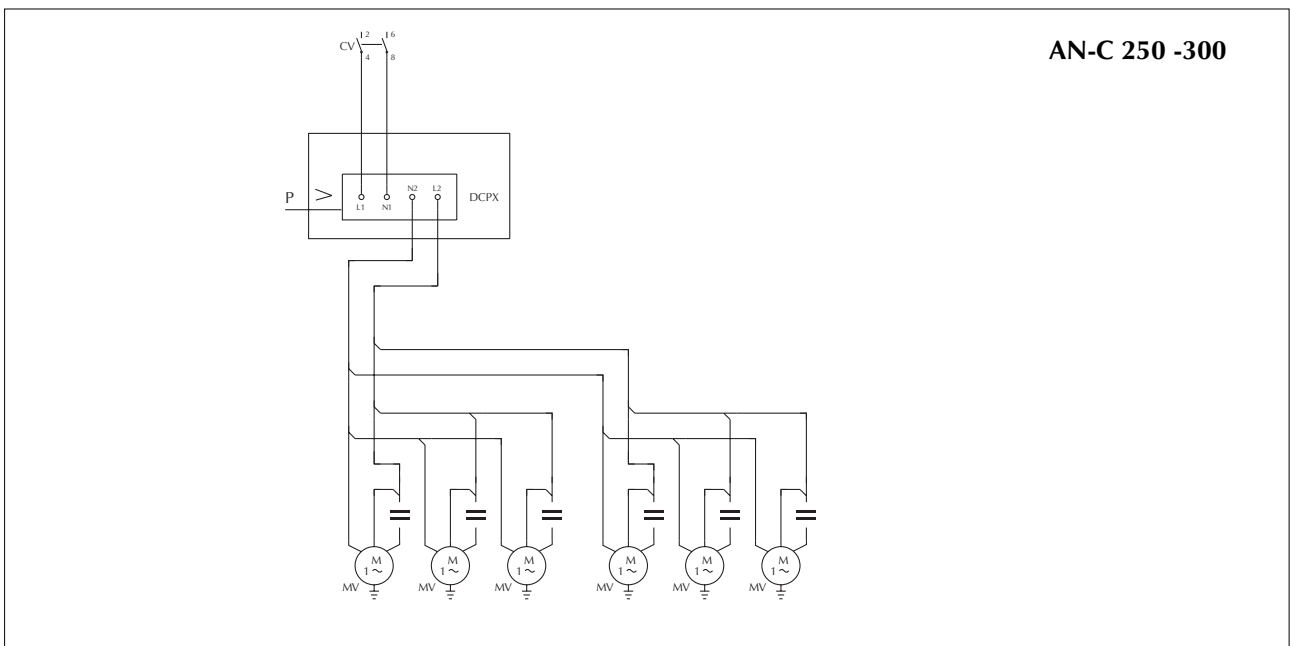 AN-C 250 -300
2 6
CV
4 8
N2 L2
P > DCPX
L1 N1
M M M M M M
1~ 1~ 1~ 1~ 1~ 1~
MV MV MV MV MV MV